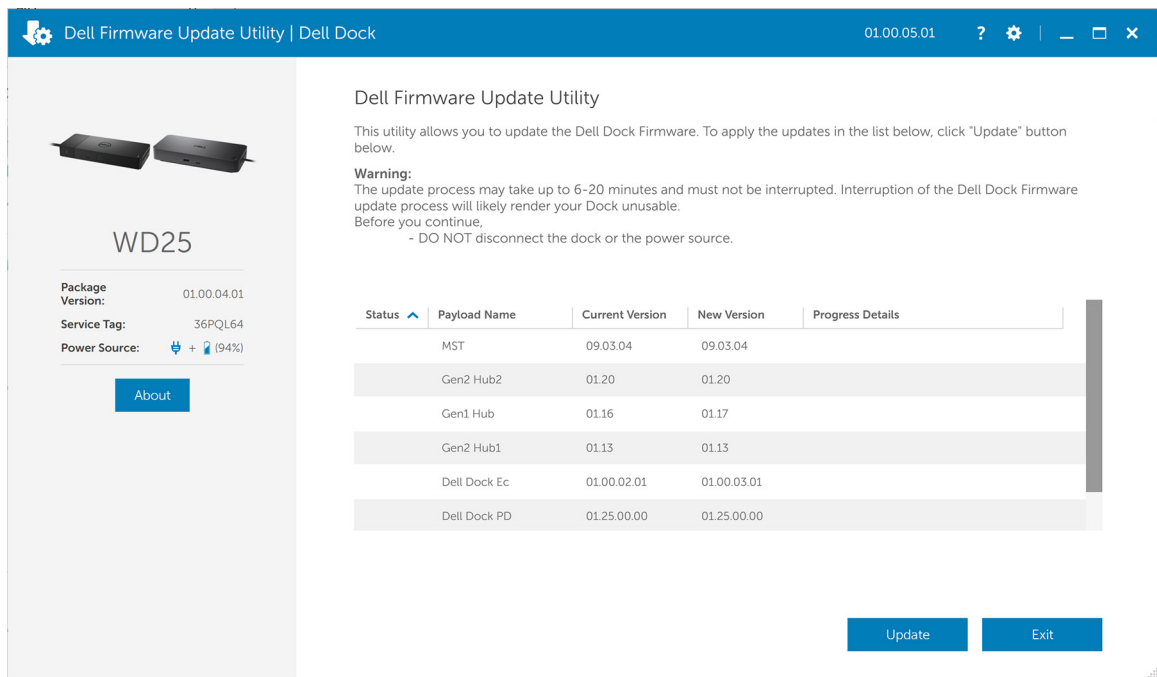 Dell Firmware Update Utility | Dell Dock
01.00.05.01
?
Dell Firmware Update Utility
This utility allows you to update the Dell Dock Firmware. To apply the updates in the list below, click "Update" button
below.
Warning:
The update process may take up to 6-20 minutes and must not be interrupted. Interruption of the Dell Dock Firmware
update process will likely render your Dock unusable.
Before you continue,
- DO NOT disconnect the dock or the power source.
WD25
Package
Version: 01.00.04.01
Service Tag: 36PQL64
Power Source: + (94%)
About
Status Payload Name Current Version New Version Progress Details
MST 09.03.04 09.03.04
Gen2 Hub2 01.20 01.20
Gen1 Hub 01.16 01.17
Gen2 Hub1 01.13 01.13
Dell Dock Ec 01.00.02.01 01.00.03.01
Dell Dock PD 01.25.00.00 01.25.00.00
Update Exit